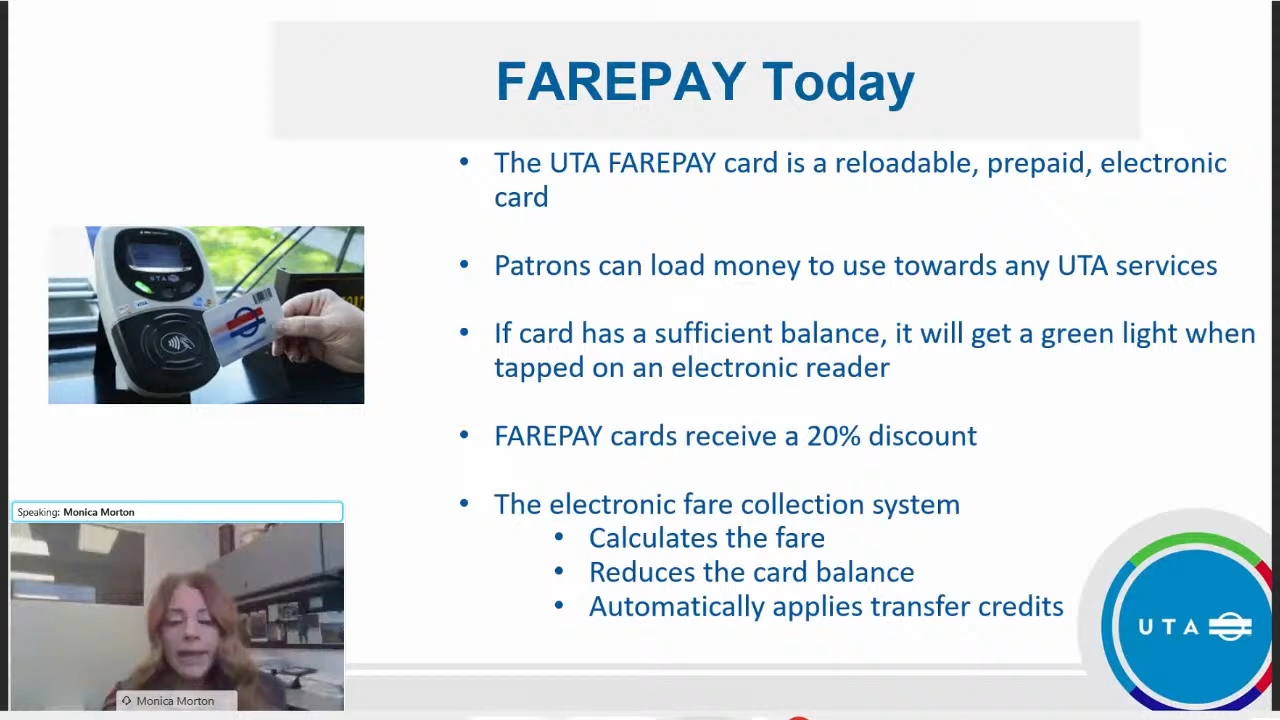 FAREPAY Today
• The UTA FAREPAY card is a reloadable, prepaid, electronic
card
• Patrons can load money to use towards any UTA services
• If card has a sufficient balance, it will get a green light when
tapped on an electronic reader
• FAREPAY cards receive a 20% discount
• The electronic fare collection system
• Calculates the fare
• Reduces the card balance
• Automatically applies transfer credits
UTA
Speaking: Monica Morton
Monica Morton
UTA